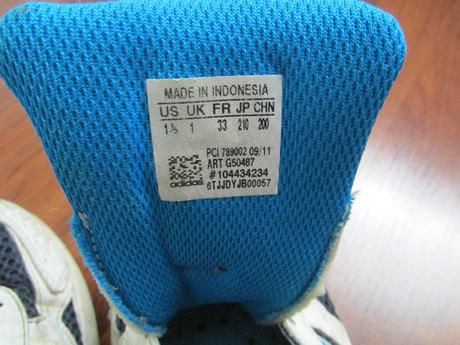 MADE IN INDONESIA
US UK FR JP CHN
1½ 1 33 210 200
PCI 789002 09/11
ART G50487
#104434234
adidas 6TJJDYJB00057